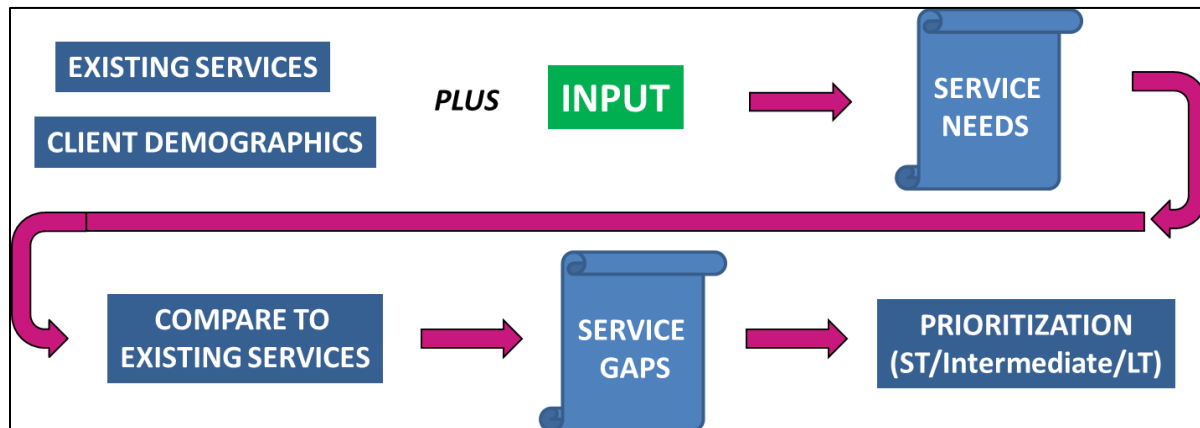 EXISTING SERVICES
CLIENT DEMOGRAPHICS
PLUS
INPUT
SERVICE
NEEDS
COMPARE TO
EXISTING SERVICES
SERVICE
GAPS
PRIORITIZATION
(ST/Intermediate/LT)